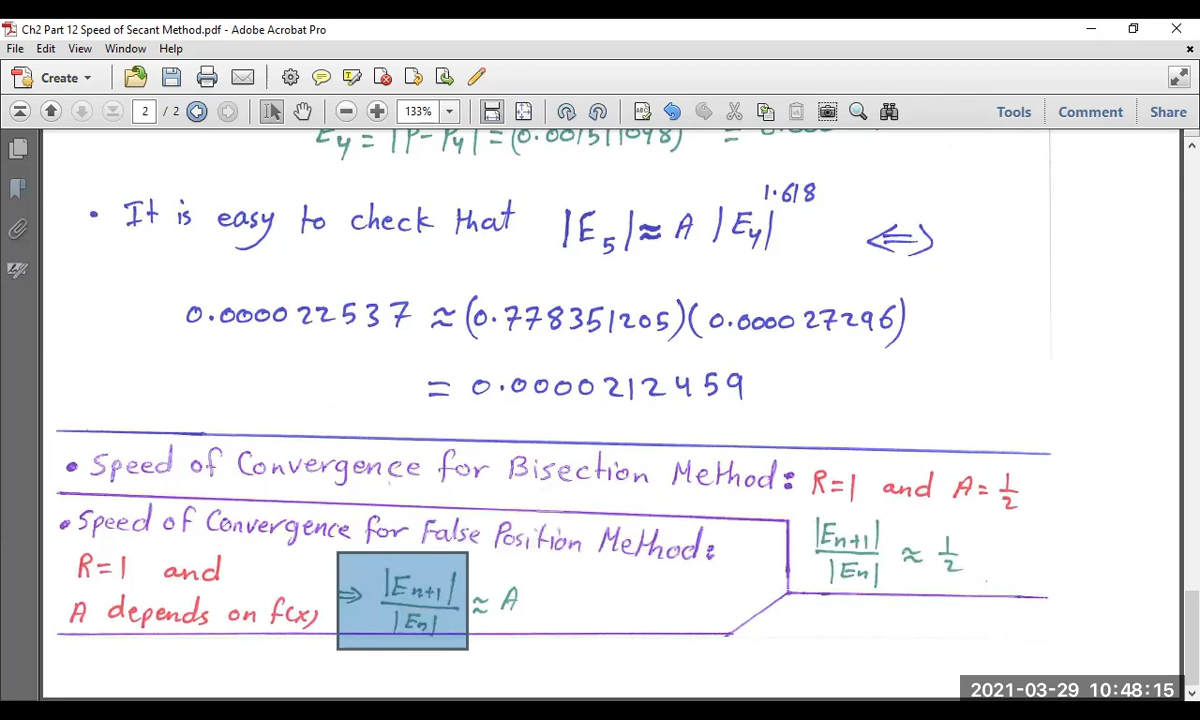 Ch2 Part 12 Speed of Secant Method.pdf - Adobe Acrobat Pro
File Edit View Window Help
Create
2 / 2 133% Tools Comment Share
E4 = |P - P4| = (0.001511098) =
• It is easy to check that |E5| ≈ A |E4|^1.618 ⟺
0.000022537 ≈ (0.778351205)(0.000027296)
= 0.0000212459
• Speed of Convergence for Bisection Method: R=1 and A = 1/2
|En+1| / |En| ≈ 1/2
• Speed of Convergence for False Position Method:
R=1 and
A depends on f(x) ⇒ |En+1| / |En| ≈ A
2021-03-29 10:48:15